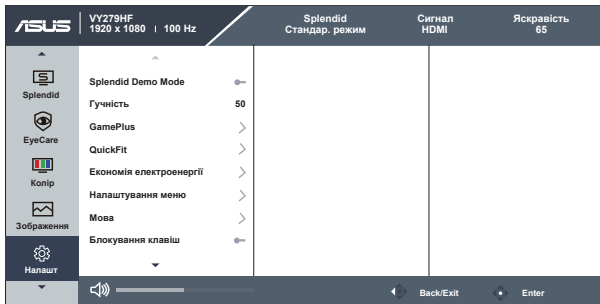 ASUS
VY279HF
1920 x 1080 | 100 Hz
Splendid
Стандар. режим
Сигнал
HDMI
Яскравість
65
Splendid
EyeCare
Колір
Зображення
Налашт
Splendid Demo Mode
Гучність 50
GamePlus
QuickFit
Економія електроенергії
Налаштування меню
Мова
Блокування клавіш
Back/Exit
Enter